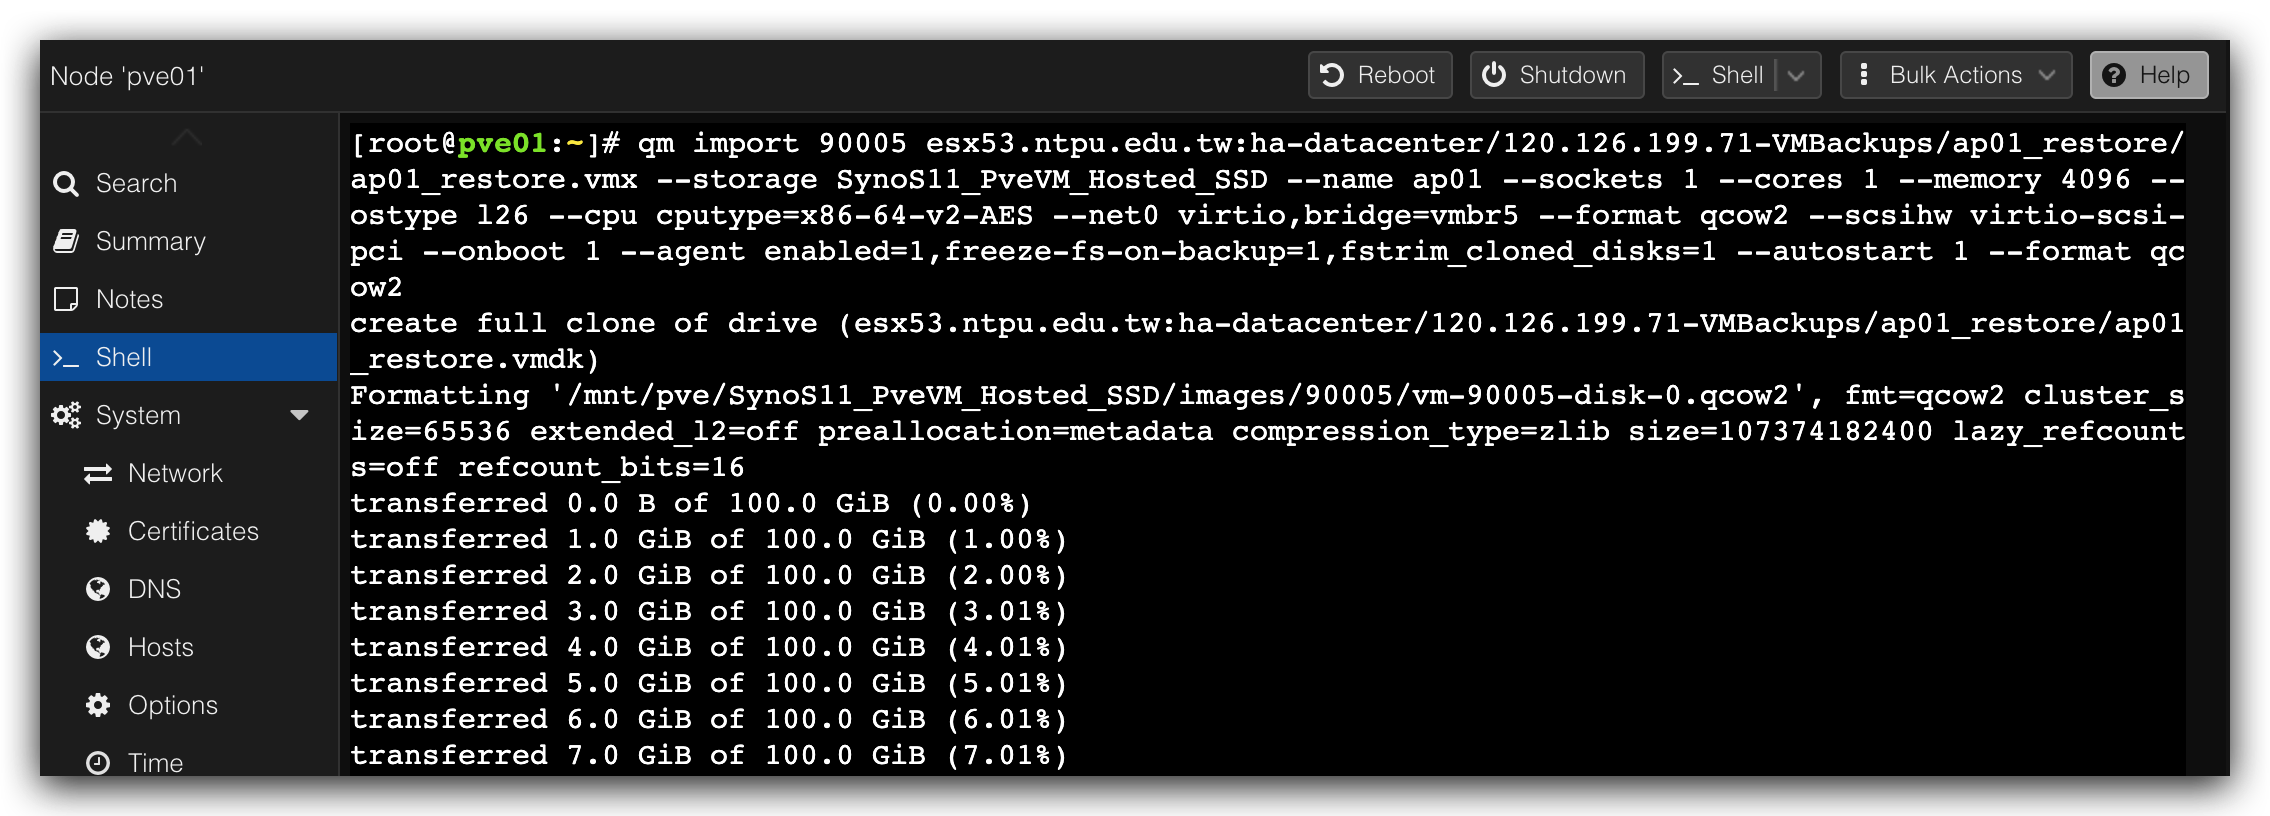 Node 'pve01'
Reboot
Shutdown
Shell
Bulk Actions
Help
Search
Summary
Notes
Shell
System
Network
Certificates
DNS
Hosts
Options
Time
[root@pve01:~]# qm import 90005 esx53.ntpu.edu.tw:ha-datacenter/120.126.199.71-VMBackups/ap01_restore/
ap01_restore.vmx --storage SynoS11_PveVM_Hosted_SSD --name ap01 --sockets 1 --cores 1 --memory 4096 --
ostype l26 --cpu cputype=x86-64-v2-AES --net0 virtio,bridge=vmbr5 --format qcow2 --scsihw virtio-scsi-
pci --onboot 1 --agent enabled=1,freeze-fs-on-backup=1,fstrim_cloned_disks=1 --autostart 1 --format qc
ow2
create full clone of drive (esx53.ntpu.edu.tw:ha-datacenter/120.126.199.71-VMBackups/ap01_restore/ap01
_restore.vmdk)
Formatting '/mnt/pve/SynoS11_PveVM_Hosted_SSD/images/90005/vm-90005-disk-0.qcow2', fmt=qcow2 cluster_s
ize=65536 extended_l2=off preallocation=metadata compression_type=zlib size=107374182400 lazy_refcount
s=off refcount_bits=16
transferred 0.0 B of 100.0 GiB (0.00%)
transferred 1.0 GiB of 100.0 GiB (1.00%)
transferred 2.0 GiB of 100.0 GiB (2.00%)
transferred 3.0 GiB of 100.0 GiB (3.01%)
transferred 4.0 GiB of 100.0 GiB (4.01%)
transferred 5.0 GiB of 100.0 GiB (5.01%)
transferred 6.0 GiB of 100.0 GiB (6.01%)
transferred 7.0 GiB of 100.0 GiB (7.01%)